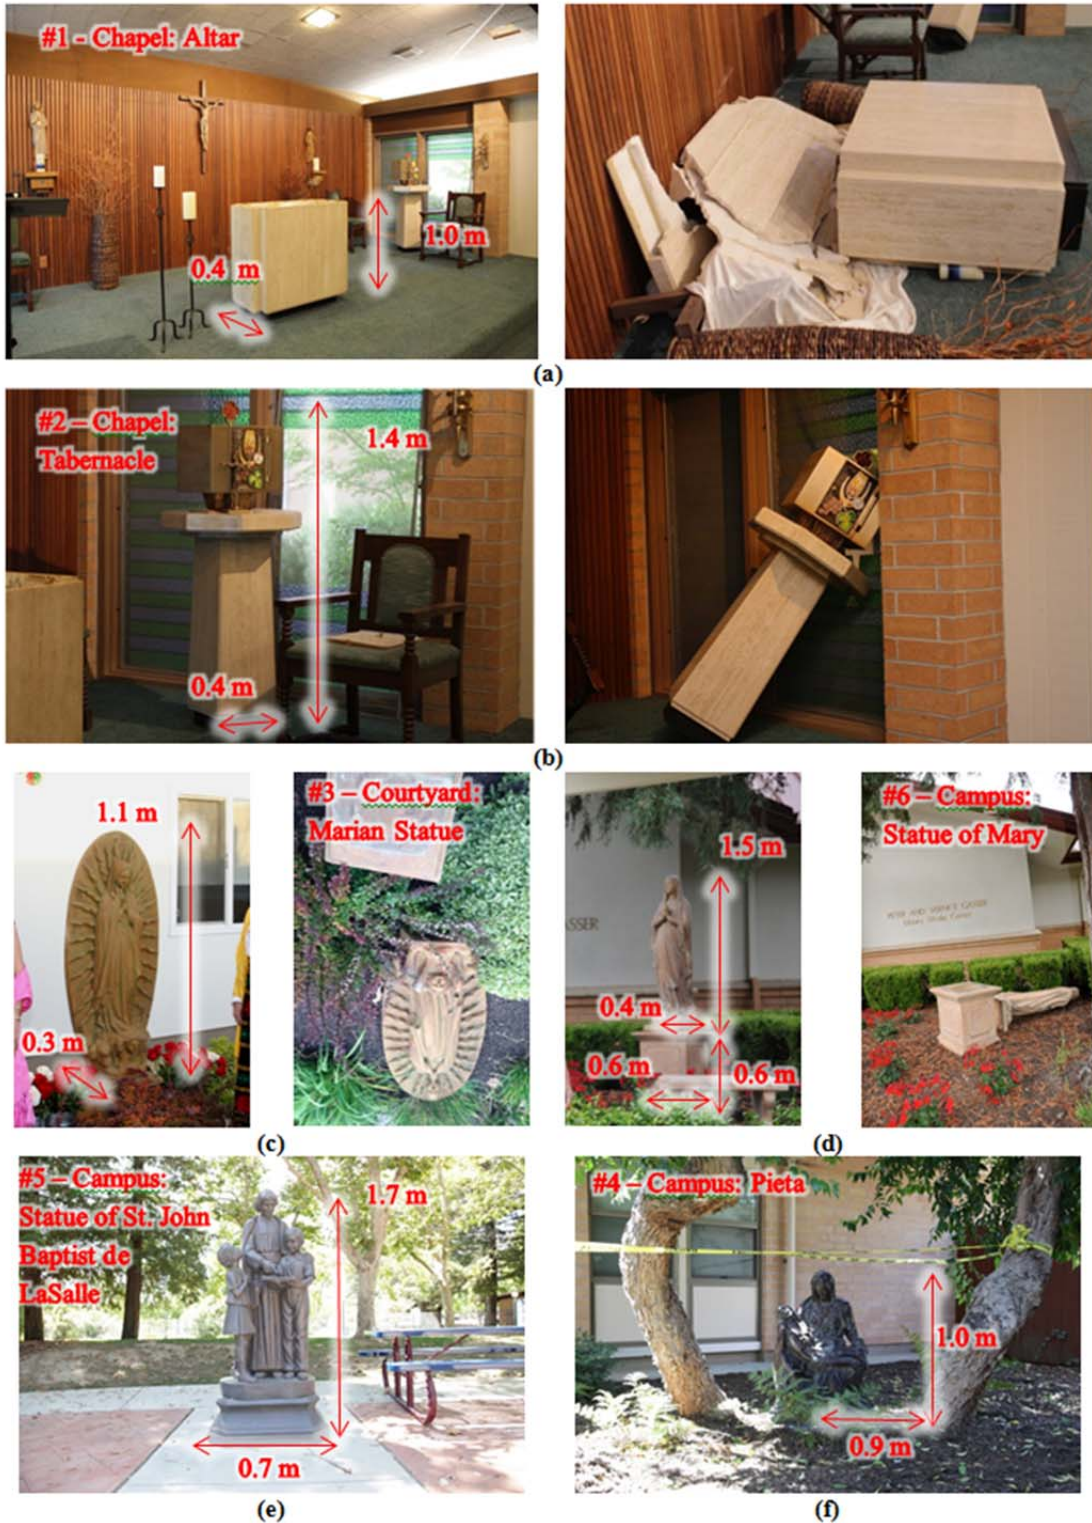 #1 - Chapel: Altar
1.0 m
0.4 m
(a)
#2 – Chapel:
Tabernacle
1.4 m
0.4 m
(b)
1.1 m
0.3 m
#3 – Courtyard:
Marian Statue
(c)
1.5 m
ASSER
0.4 m
0.6 m
0.6 m
#6 – Campus:
Statue of Mary
(d)
#5 – Campus:
Statue of St. John
Baptist de
LaSalle
1.7 m
0.7 m
(e)
#4 – Campus: Pieta
1.0 m
0.9 m
(f)